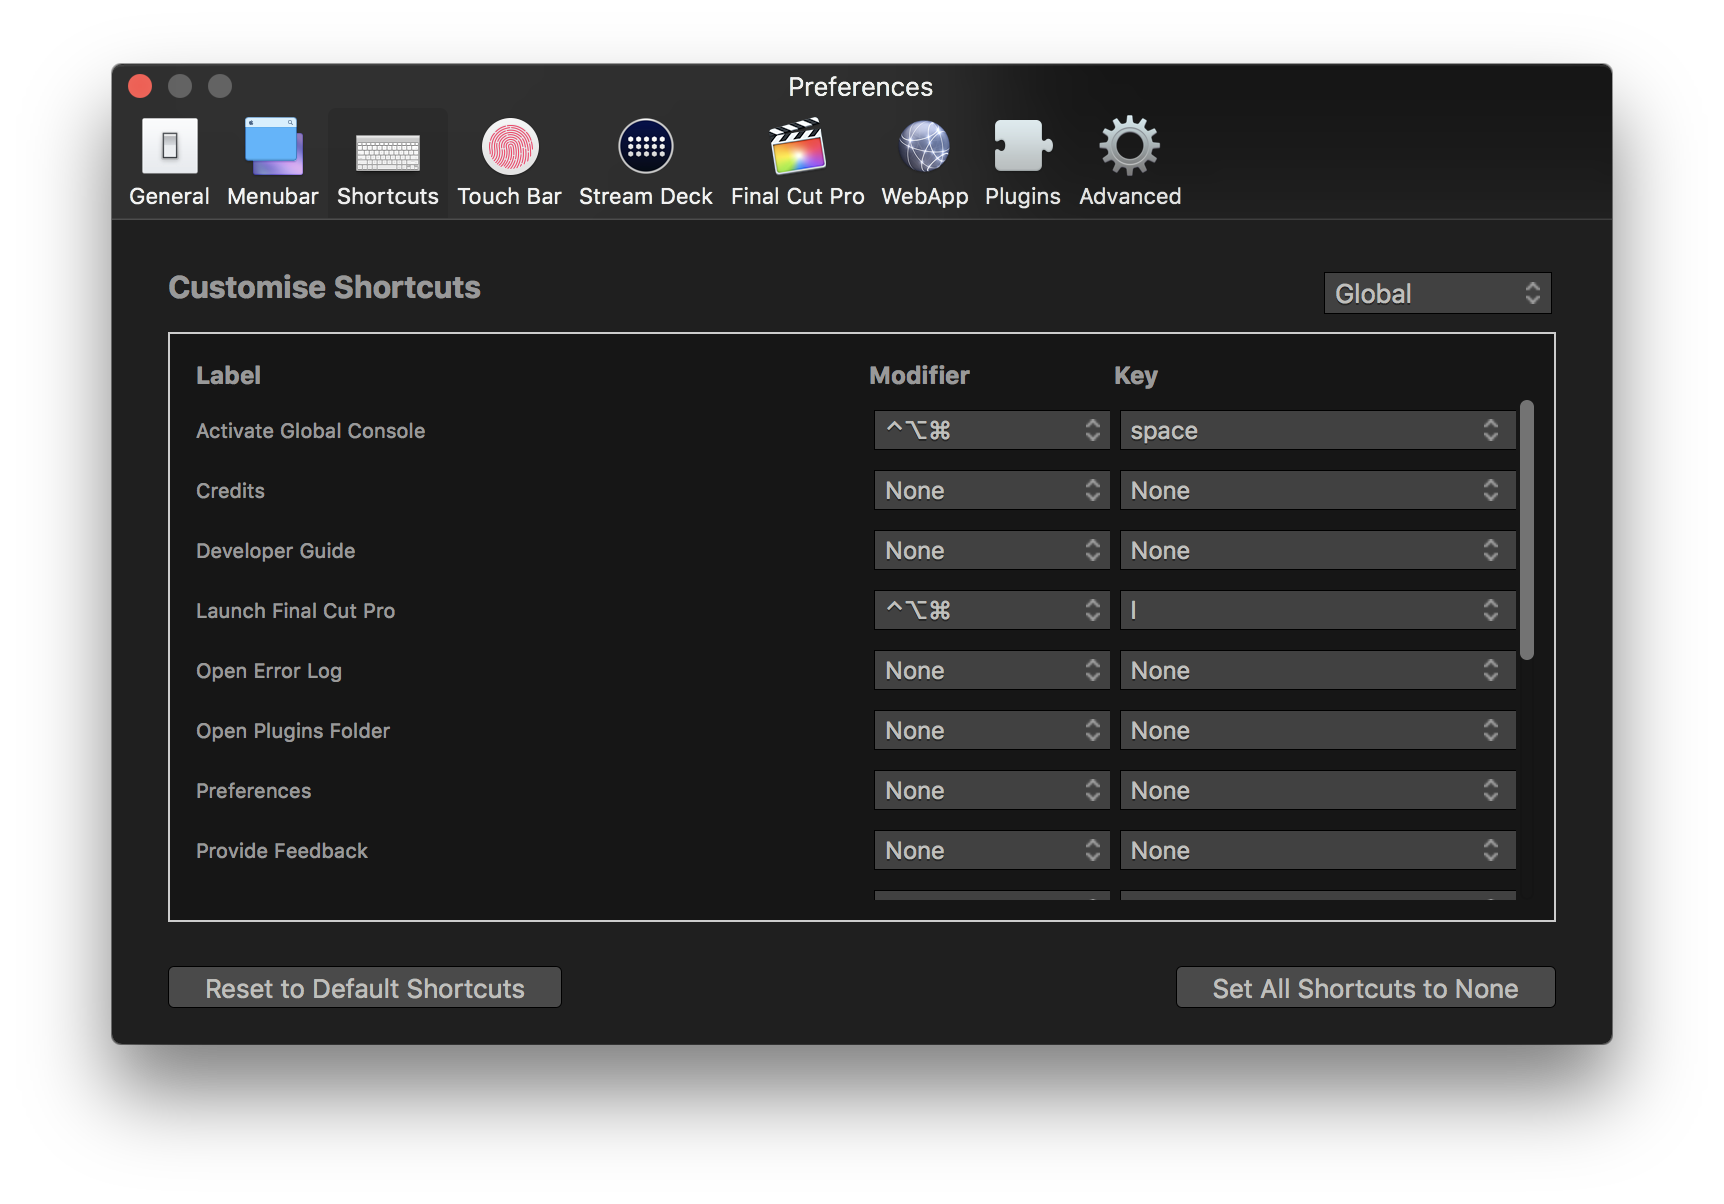 Preferences
General Menubar Shortcuts Touch Bar Stream Deck Final Cut Pro WebApp Plugins Advanced
Customise Shortcuts Global
Label Modifier Key
Activate Global Console ^⌥⌘ space
Credits None None
Developer Guide None None
Launch Final Cut Pro ^⌥⌘ l
Open Error Log None None
Open Plugins Folder None None
Preferences None None
Provide Feedback None None
Reset to Default Shortcuts Set All Shortcuts to None